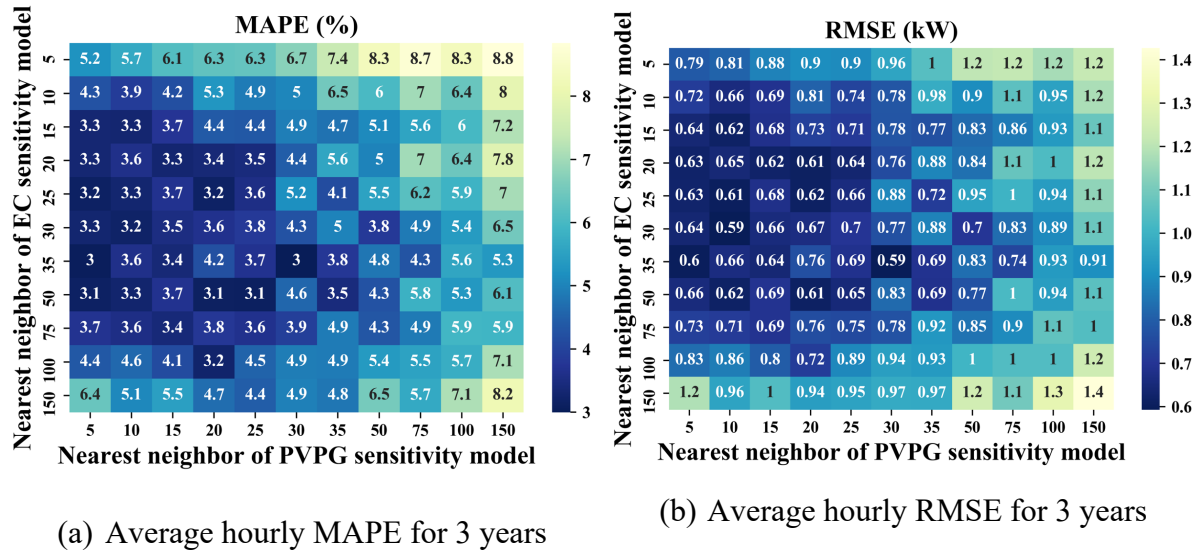 MAPE (%)
Nearest neighbor of EC sensitivity model
5 5.2 5.7 6.1 6.3 6.3 6.7 7.4 8.3 8.7 8.3 8.8
10 4.3 3.9 4.2 5.3 4.9 5 6.5 6 7 6.4 8
15 3.3 3.3 3.7 4.4 4.4 4.9 4.7 5.1 5.6 6 7.2
20 3.3 3.6 3.3 3.4 3.5 4.4 5.6 5 7 6.4 7.8
25 3.2 3.3 3.7 3.2 3.6 5.2 4.1 5.5 6.2 5.9 7
30 3.3 3.2 3.5 3.6 3.8 4.3 5 3.8 4.9 5.4 6.5
35 3 3.6 3.4 4.2 3.7 3 3.8 4.8 4.3 5.6 5.3
50 3.1 3.3 3.7 3.1 3.1 4.6 3.5 4.3 5.8 5.3 6.1
75 3.7 3.6 3.4 3.8 3.6 3.9 4.9 4.3 4.9 5.9 5.9
100 4.4 4.6 4.1 3.2 4.5 4.9 4.9 5.4 5.5 5.7 7.1
150 6.4 5.1 5.5 4.7 4.4 4.9 4.8 6.5 5.7 7.1 8.2
5 10 15 20 25 30 35 50 75 100 150
Nearest neighbor of PVPG sensitivity model
8
7
6
5
4
3
(a) Average hourly MAPE for 3 years
RMSE (kW)
Nearest neighbor of EC sensitivity model
5 0.79 0.81 0.88 0.9 0.9 0.96 1 1.2 1.2 1.2 1.2
10 0.72 0.66 0.69 0.81 0.74 0.78 0.98 0.9 1.1 0.95 1.2
15 0.64 0.62 0.68 0.73 0.71 0.78 0.77 0.83 0.86 0.93 1.1
20 0.63 0.65 0.62 0.61 0.64 0.76 0.88 0.84 1.1 1 1.2
25 0.63 0.61 0.68 0.62 0.66 0.88 0.72 0.95 1 0.94 1.1
30 0.64 0.59 0.66 0.67 0.7 0.77 0.88 0.7 0.83 0.89 1.1
35 0.6 0.66 0.64 0.76 0.69 0.59 0.69 0.83 0.74 0.93 0.91
50 0.66 0.62 0.69 0.61 0.65 0.83 0.69 0.77 1 0.94 1.1
75 0.73 0.71 0.69 0.76 0.75 0.78 0.92 0.85 0.9 1.1 1
100 0.83 0.86 0.8 0.72 0.89 0.94 0.93 1 1 1 1.2
150 1.2 0.96 1 0.94 0.95 0.97 0.97 1.2 1.1 1.3 1.4
5 10 15 20 25 30 35 50 75 100 150
Nearest neighbor of PVPG sensitivity model
1.4
1.3
1.2
1.1
1.0
0.9
0.8
0.7
0.6
(b) Average hourly RMSE for 3 years